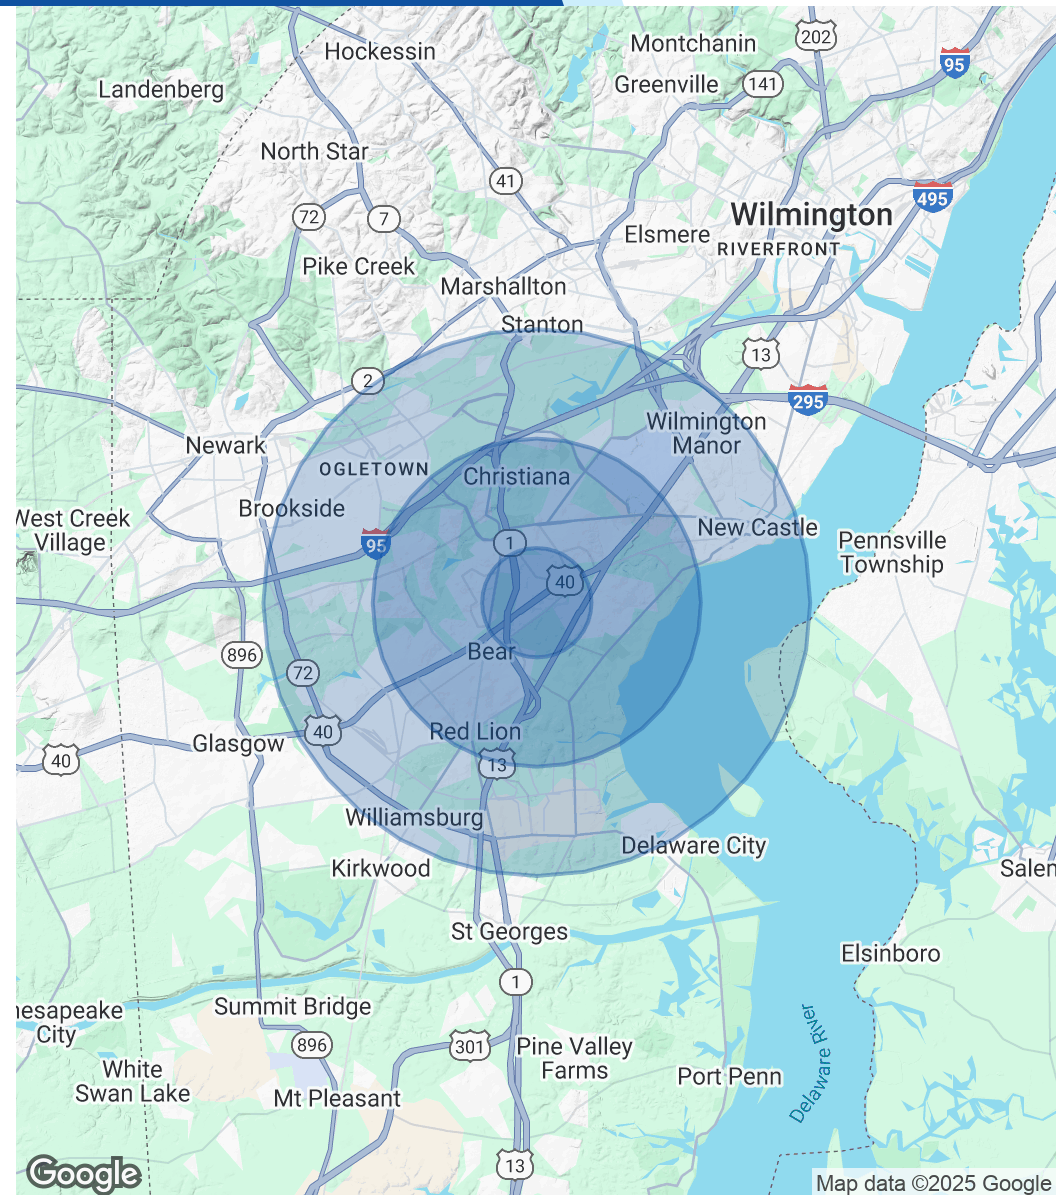 Hockessin
Montchanin
202
95
Landenberg
Greenville
141
North Star
41
495
72
7
Wilmington
RIVERFRONT
Elsmere
Pike Creek
Marshallton
Stanton
13
2
295
Wilmington
Manor
Newark
OGLETOWN
Christiana
Brookside
West Creek
Village
95
1
New Castle
Pennsville
Township
40
896
Bear
72
40
Red Lion
Glasgow
40
13
Williamsburg
Delaware City
Kirkwood
Salem
St Georges
Elsinboro
1
hesapeake
City
Summit Bridge
896
301
Pine Valley
Farms
Delaware River
White
Swan Lake
Port Penn
Mt Pleasant
13
Google
Map data ©2025 Google